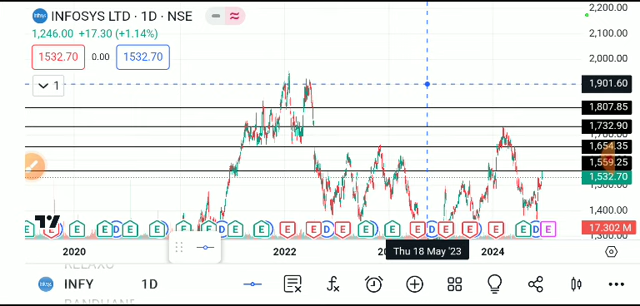 INFOSYS LTD · 1D · NSE
1,246.00 +17.30 (+1.14%)
1532.70 0.00 1532.70
1
2,200.00
2,100.00
2,000.00
1,901.60
1,807.85
1,732.90
1,654.35
1,559.25
1,532.70
1,400.00
17.302 M
E E D E D E E D E E D E E D E E D E E E E D E
Thu 18 May '23
2020 2022 2024
INFY 1D